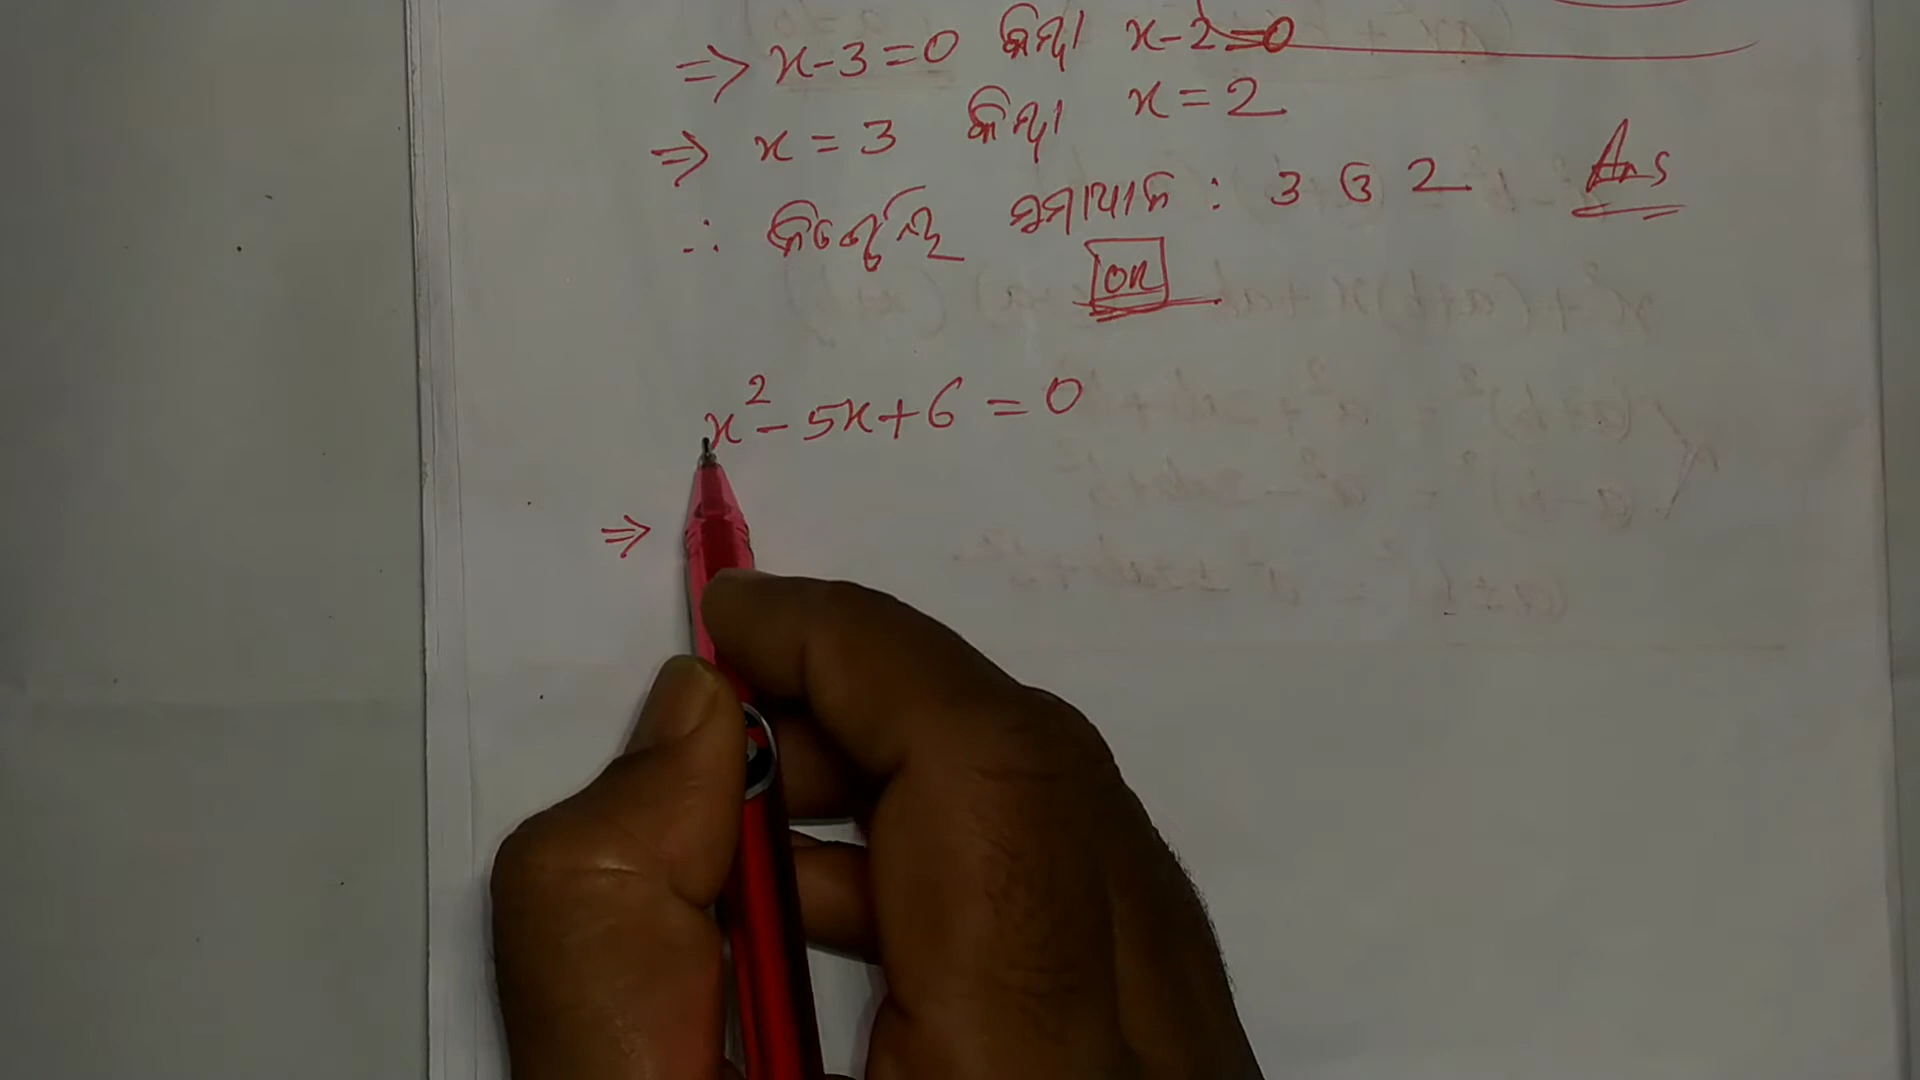 ⇒ x-3=0 କିମ୍ବା x-2=0
⇒ x=3 କିମ୍ବା x=2
∴ ନିର୍ଣ୍ଣେୟ ସମାଧାନ : 3 ଓ 2 Ans
OR
x²-5x+6=0
⇒